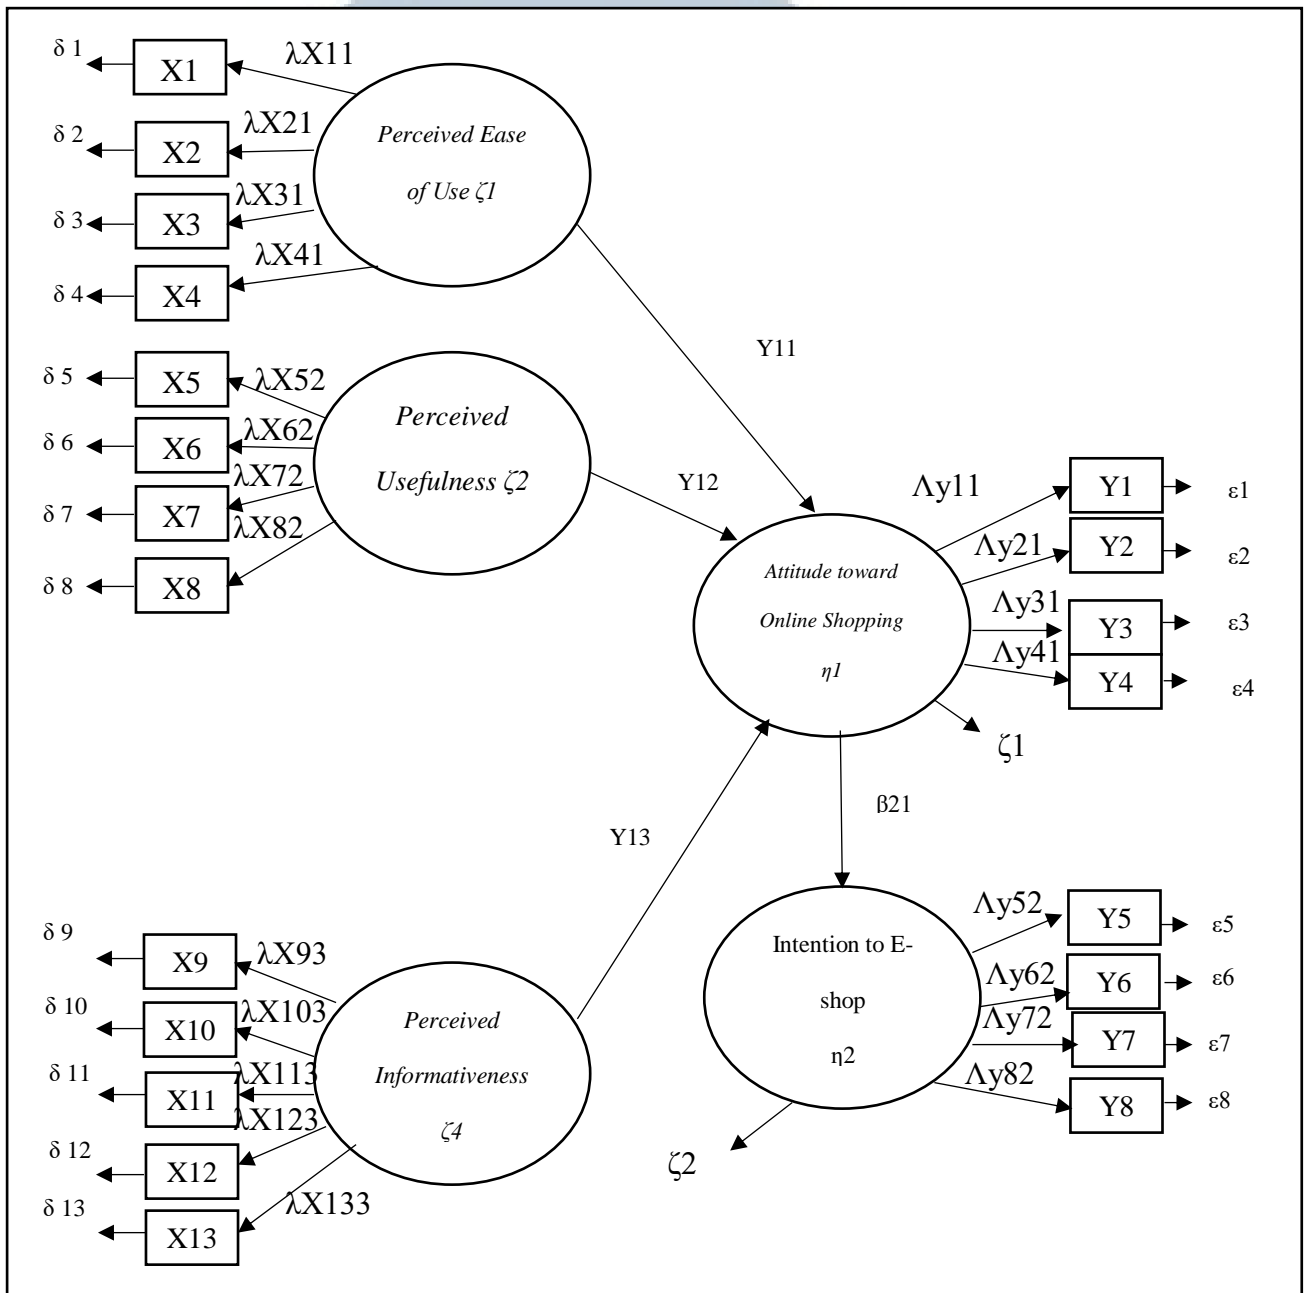 δ 1
X1
λX11
δ 2
X2
λX21
δ 3
X3
λX31
δ 4
X4
λX41
Perceived Ease
of Use ζ1
δ 5
X5
λX52
δ 6
X6
λX62
δ 7
X7
λX72
δ 8
X8
λX82
Perceived
Usefulness ζ2
Y11
Y12
Attitude toward
Online Shopping
η1
Λy11
Y1
ε1
Λy21
Y2
ε2
Λy31
Y3
ε3
Λy41
Y4
ε4
ζ1
β21
Y13
δ 9
X9
λX93
δ 10
X10
λX103
δ 11
X11
λX113
δ 12
X12
λX123
δ 13
X13
λX133
Perceived
Informativeness
ζ4
Intention to E-
shop
η2
Λy52
Y5
ε5
Λy62
Y6
ε6
Λy72
Y7
ε7
Λy82
Y8
ε8
ζ2